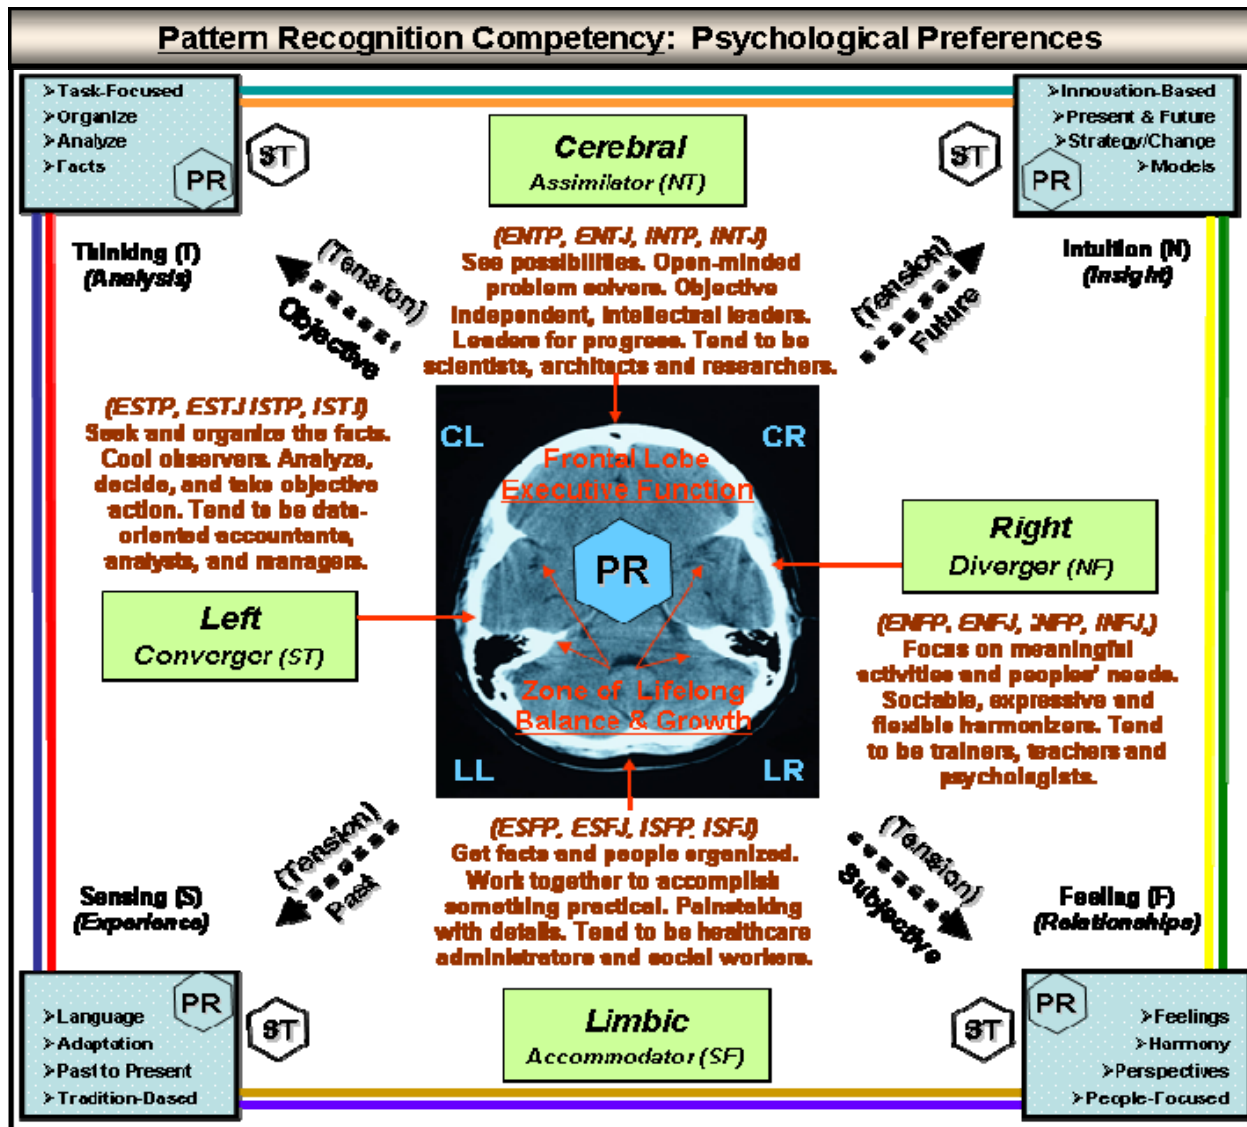 Pattern Recognition Competency: Psychological Preferences
➢Task-Focused
➢Organize
➢Analyze
➢Facts
PR
ST
Cerebral
Assimilator (NT)
ST
➢Innovation-Based
➢Present & Future
➢Strategy/Change
➢Models
PR
Thinking (T)
(Analysis)
(Tension)
Objective
(ENTP, ENTJ, INTP, INTJ)
See possibilities. Open-minded
problem solvers. Objective
Independent, intellectual leaders.
Leaders for progress. Tend to be
scientists, architects and researchers.
(Tension)
Future
Intuition (N)
(Insight)
(ESTP, ESTJ ISTP, ISTJ)
Seek and organize the facts.
Cool observers. Analyze,
decide, and take objective
action. Tend to be data-
oriented accountants,
analysts, and managers.
Left
Converger (ST)
CL
CR
Frontal Lobe
Executive Function
PR
Zone of Lifelong
Balance & Growth
LL
LR
Right
Diverger (NF)
(ENFP, ENFJ, INFP, INFJ,)
Focus on meaningful
activities and peoples' needs.
Sociable, expressive and
flexible harmonizers. Tend
to be trainers, teachers and
psychologists.
Sensing (S)
(Experience)
(Tension)
Past
(ESFP, ESFJ, ISFP, ISFJ)
Get facts and people organized.
Work together to accomplish
something practical. Painstaking
with details. Tend to be healthcare
administrators and social workers.
(Tension)
Subjective
Feeling (F)
(Relationships)
PR
➢Language
➢Adaptation
➢Past to Present
➢Tradition-Based
ST
Limbic
Accommodator (SF)
ST
PR
➢Feelings
➢Harmony
➢Perspectives
➢People-Focused